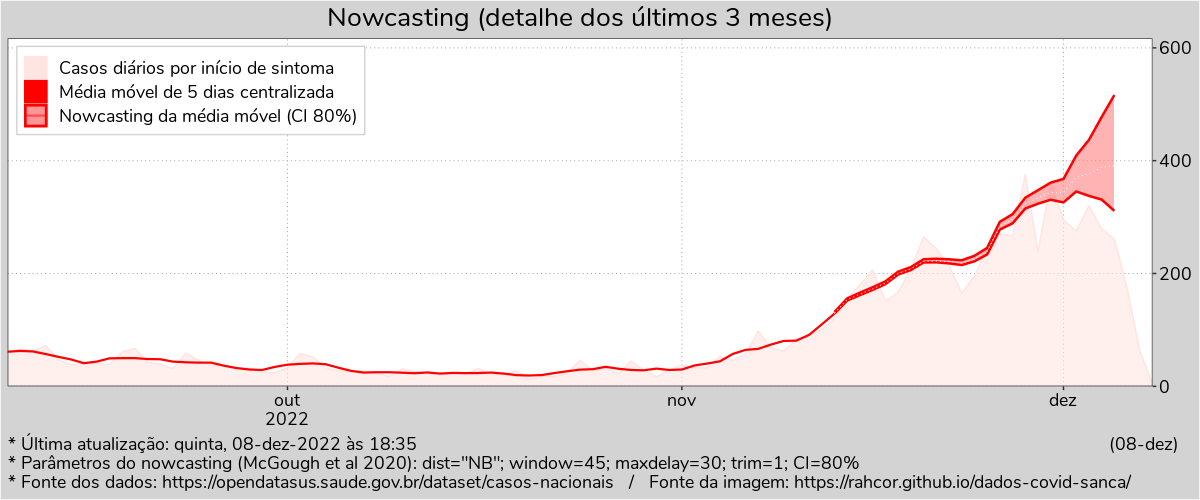 Nowcasting (detalhe dos últimos 3 meses)
Casos diários por início de sintoma
Média móvel de 5 dias centralizada
Nowcasting da média móvel (CI 80%)
600
400
200
0
out
2022
nov
dez
* Última atualização: quinta, 08-dez-2022 às 18:35
(08-dez)
* Parâmetros do nowcasting (McGough et al 2020): dist="NB"; window=45; maxdelay=30; trim=1; CI=80%
* Fonte dos dados: https://opendatasus.saude.gov.br/dataset/casos-nacionais / Fonte da imagem: https://rahcor.github.io/dados-covid-sanca/